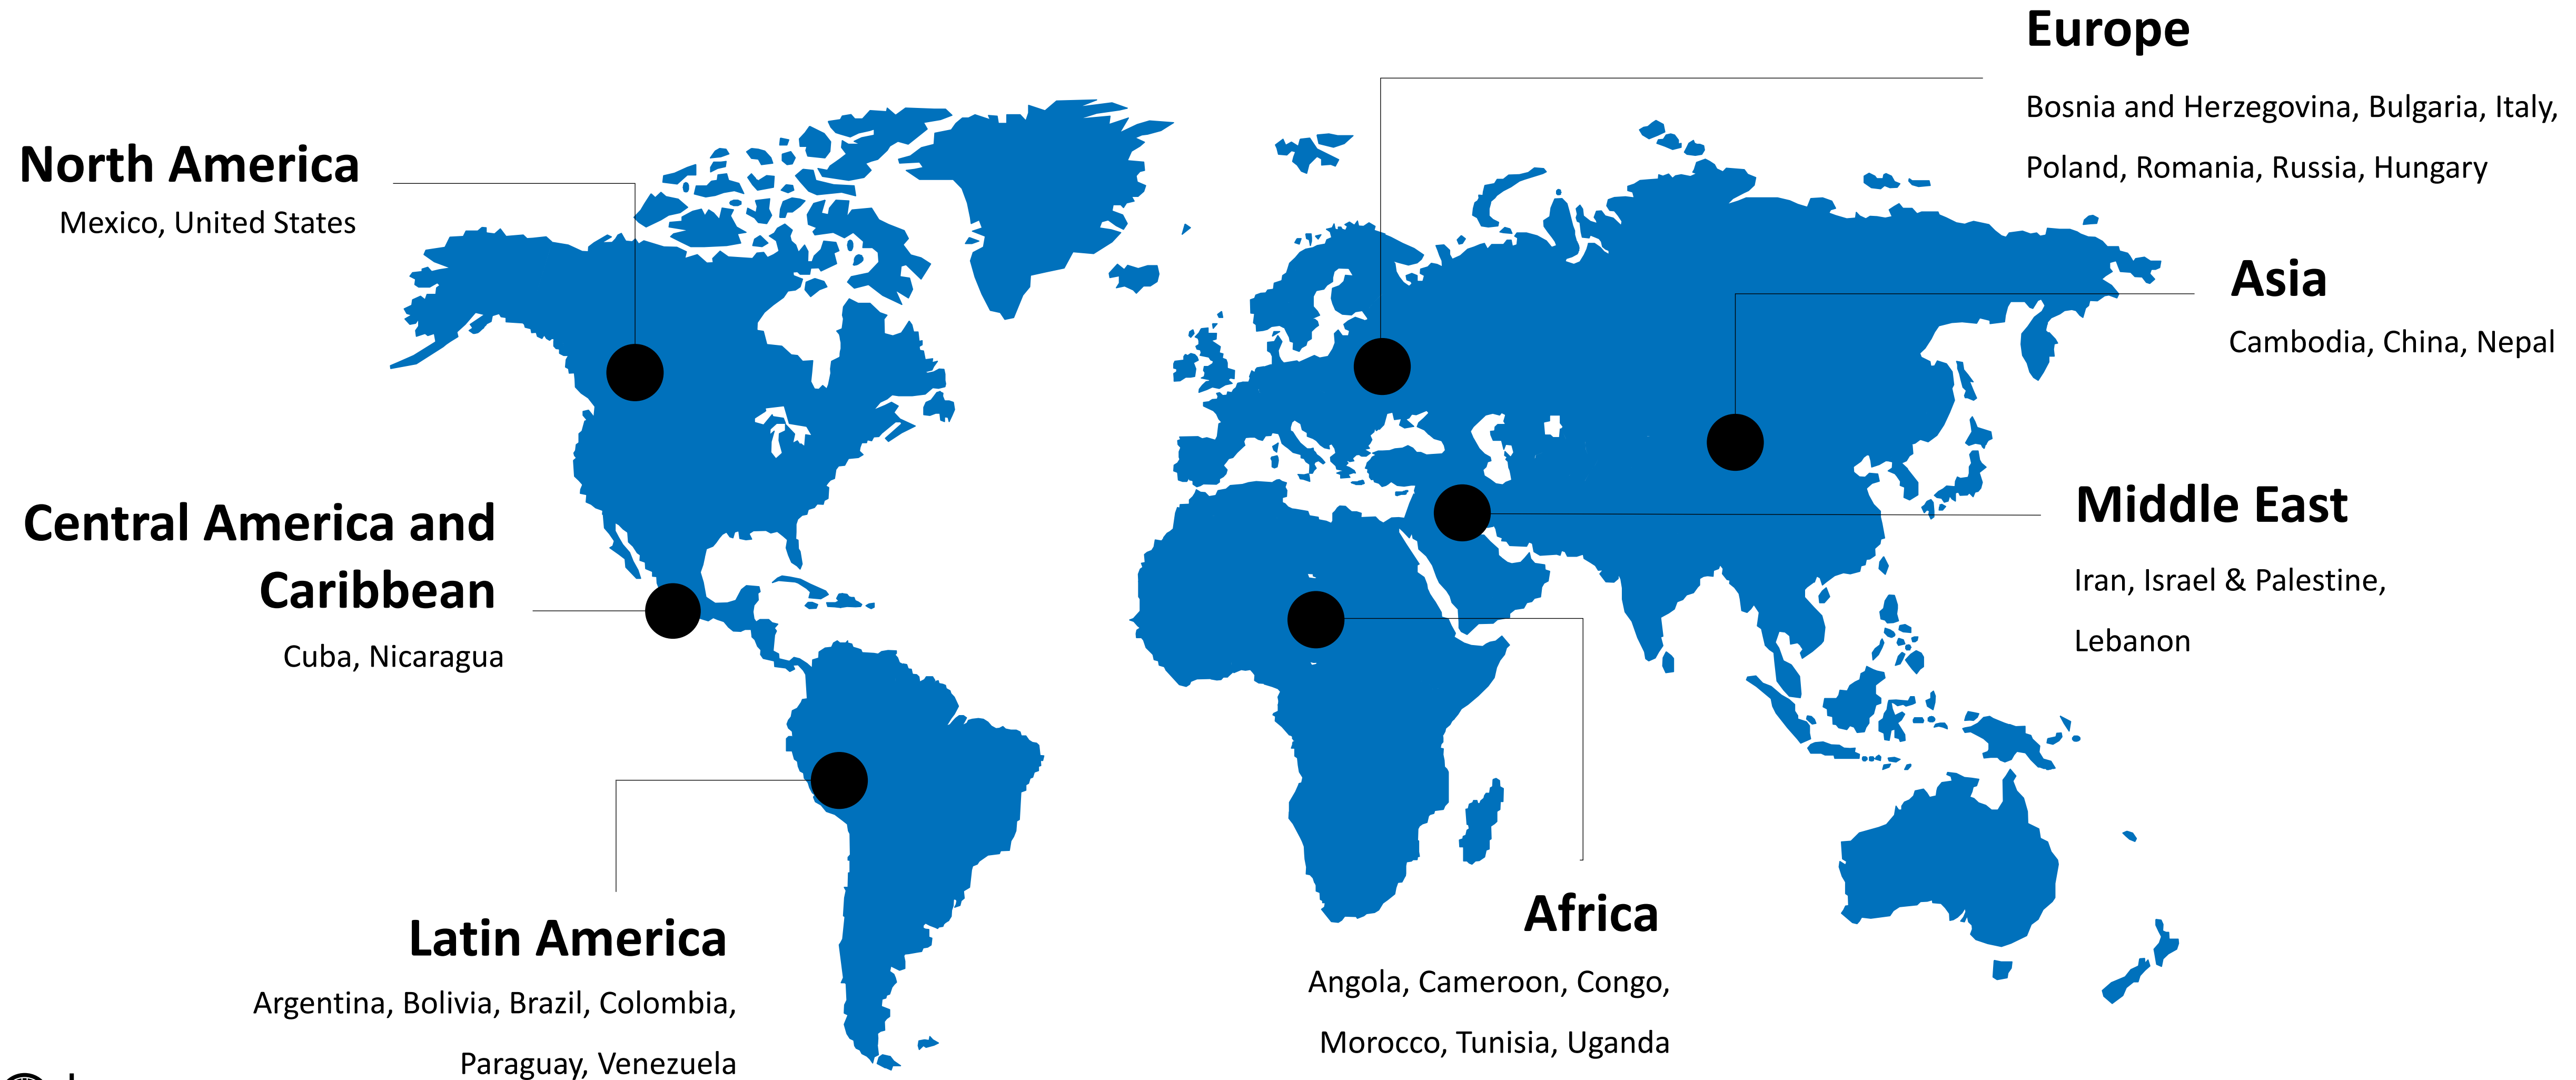 Europe
Bosnia and Herzegovina, Bulgaria, Italy,
Poland, Romania, Russia, Hungary
North America
Mexico, United States
Asia
Cambodia, China, Nepal
Central America and
Caribbean
Cuba, Nicaragua
Middle East
Iran, Israel & Palestine,
Lebanon
Latin America
Argentina, Bolivia, Brazil, Colombia,
Paraguay, Venezuela
Africa
Angola, Cameroon, Congo,
Morocco, Tunisia, Uganda